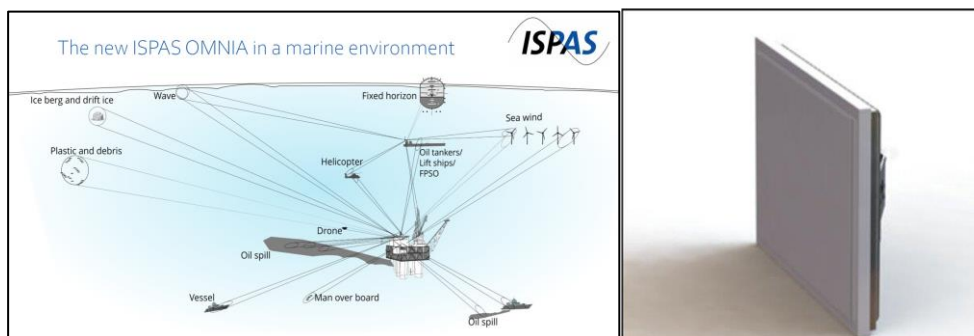 The new ISPAS OMNIA in a marine environment
ISPAS
Ice berg and drift ice
Wave
Fixed horizon
Sea wind
Plastic and debris
Helicopter
Oil tankers/
Lift ships/
FPSO
Drone
Oil spill
Vessel
Man over board
Oil spill